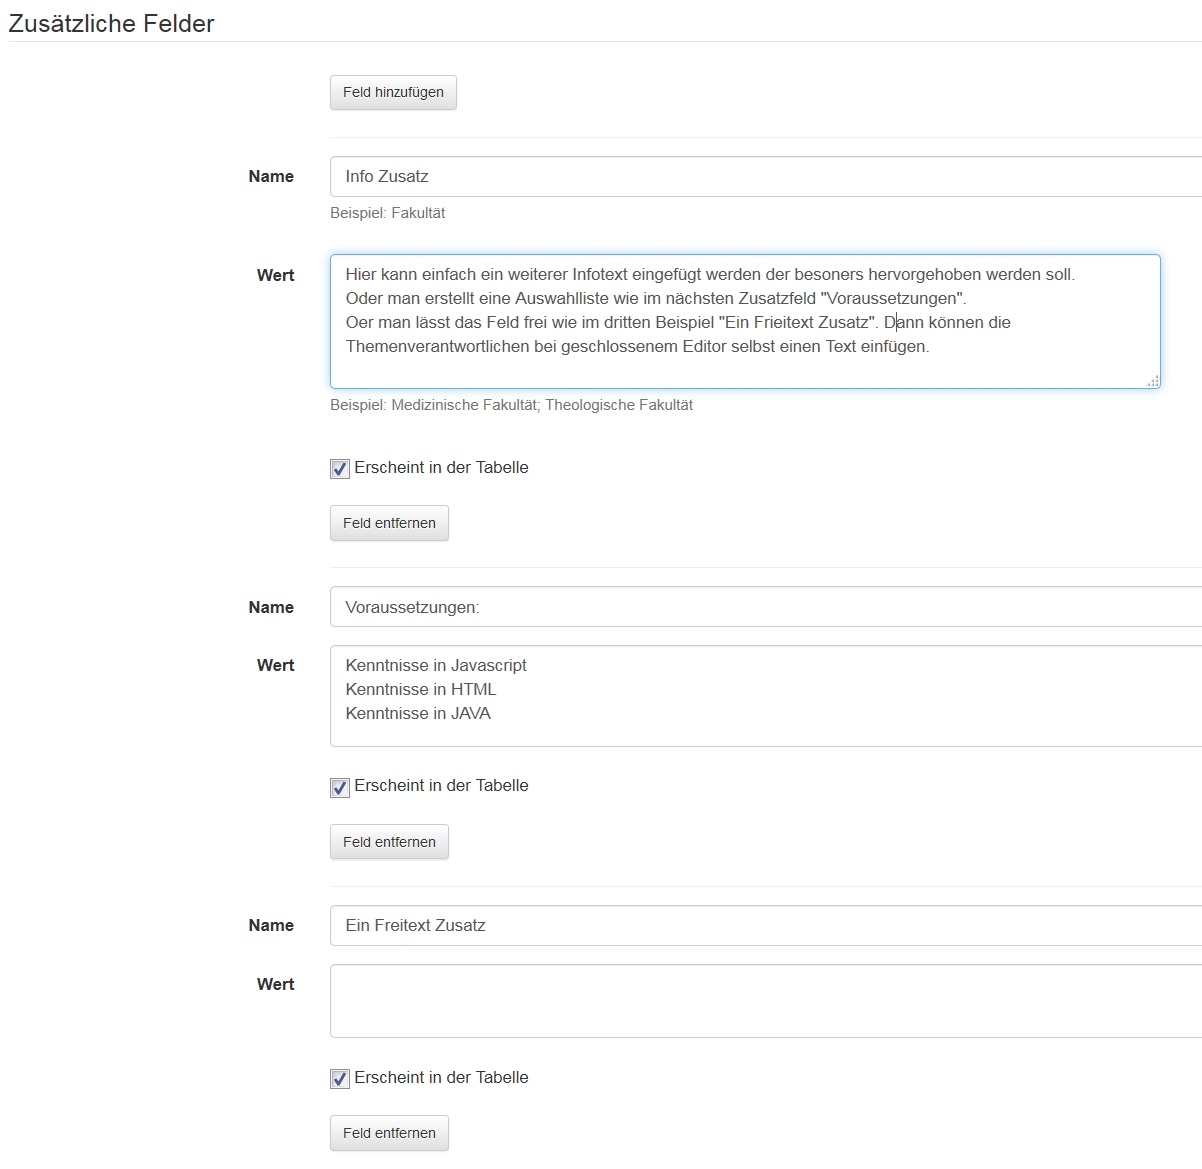 Zusätzliche Felder
Feld hinzufügen
Name
Info Zusatz
Beispiel: Fakultät
Wert
Hier kann einfach ein weiterer Infotext eingefügt werden der besoners hervorgehoben werden soll.
Oder man erstellt eine Auswahlliste wie im nächsten Zusatzfeld "Voraussetzungen".
Oer man lässt das Feld frei wie im dritten Beispiel "Ein Frieitext Zusatz". Dann können die
Themenverantwortlichen bei geschlossenem Editor selbst einen Text einfügen.
Beispiel: Medizinische Fakultät; Theologische Fakultät
Erscheint in der Tabelle
Feld entfernen
Name
Voraussetzungen:
Wert
Kenntnisse in Javascript
Kenntnisse in HTML
Kenntnisse in JAVA
Erscheint in der Tabelle
Feld entfernen
Name
Ein Freitext Zusatz
Wert
Erscheint in der Tabelle
Feld entfernen